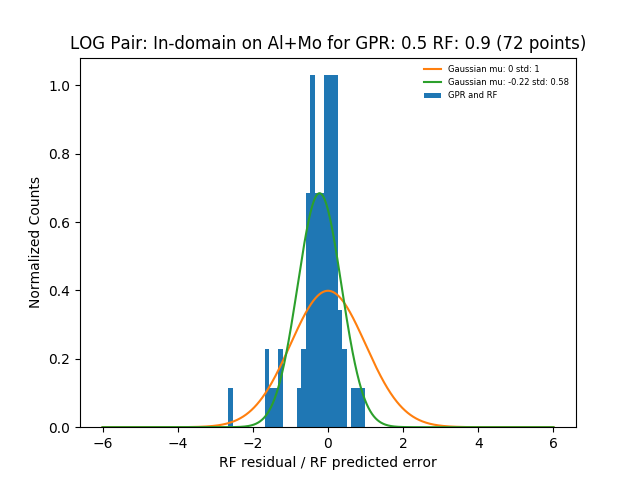 LOG Pair: In-domain on Al+Mo for GPR: 0.5 RF: 0.9 (72 points)
Gaussian mu: 0 std: 1
Gaussian mu: -0.22 std: 0.58
GPR and RF
Normalized Counts
1.0
0.8
0.6
0.4
0.2
0.0
−6 −4 −2 0 2 4 6
RF residual / RF predicted error